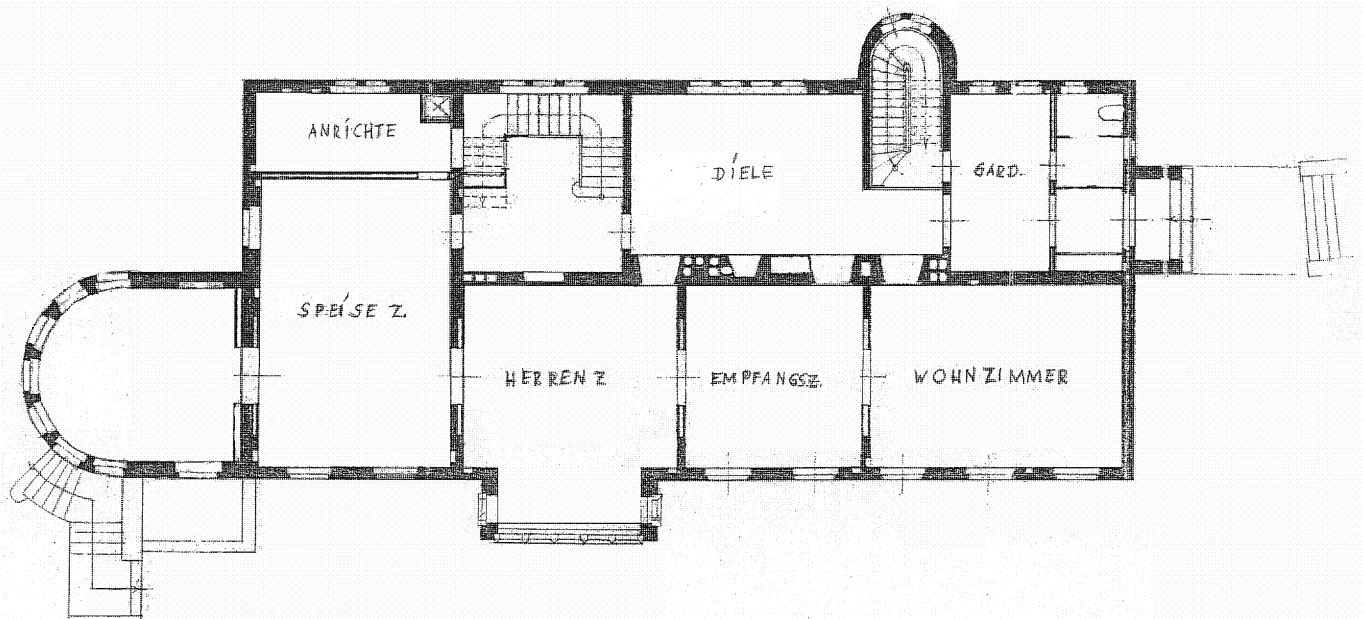 ANRICHTE
DIELE
GARD.
SPEISE Z.
HERREN Z
EMPFANGSZ.
WOHNZIMMER